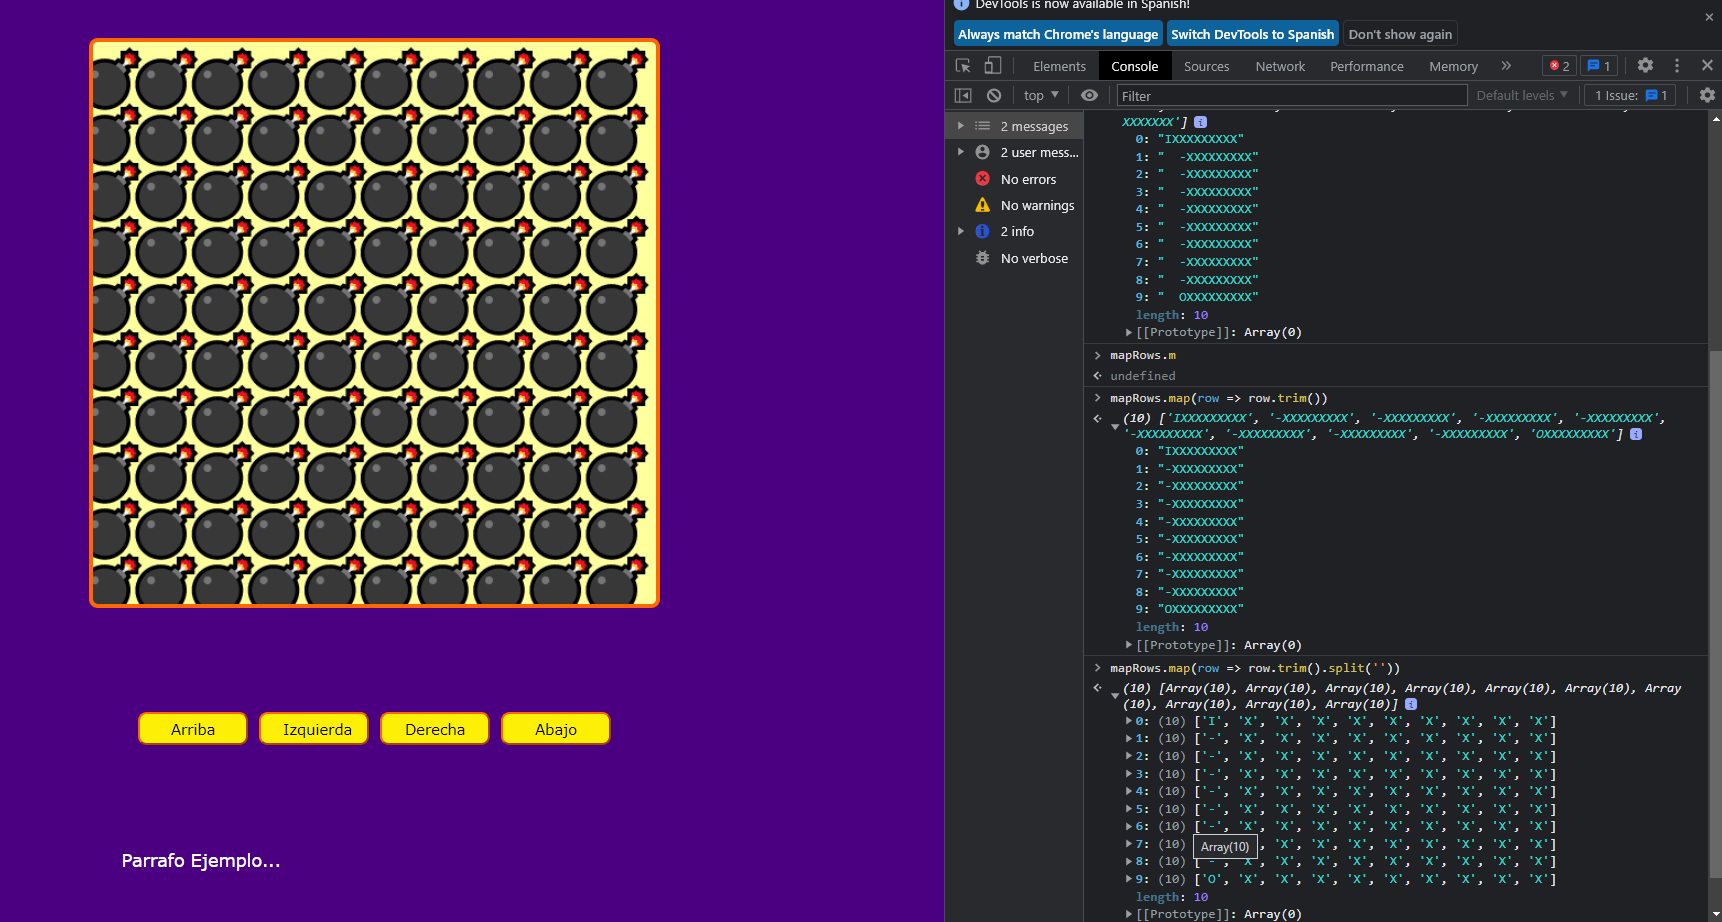 DevTools is now available in Spanish!
Always match Chrome's language
Switch DevTools to Spanish
Don't show again
Elements
Console
Sources
Network
Performance
Memory
2
1
top
Filter
Default levels
1 Issue:
1
2 messages
2 user mess...
No errors
No warnings
2 info
No verbose
XXXXXXX']
0: "IXXXXXXXXX"
1: "  -XXXXXXXXX"
2: "  -XXXXXXXXX"
3: "  -XXXXXXXXX"
4: "  -XXXXXXXXX"
5: "  -XXXXXXXXX"
6: "  -XXXXXXXXX"
7: "  -XXXXXXXXX"
8: "  -XXXXXXXXX"
9: "  OXXXXXXXXX"
length: 10
[[Prototype]]: Array(0)
mapRows.m
undefined
mapRows.map(row => row.trim())
(10) ['IXXXXXXXXX', '-XXXXXXXXX', '-XXXXXXXXX', '-XXXXXXXXX', '-XXXXXXXXX',
'-XXXXXXXXX', '-XXXXXXXXX', '-XXXXXXXXX', '-XXXXXXXXX', 'OXXXXXXXXX']
0: "IXXXXXXXXX"
1: "-XXXXXXXXX"
2: "-XXXXXXXXX"
3: "-XXXXXXXXX"
4: "-XXXXXXXXX"
5: "-XXXXXXXXX"
6: "-XXXXXXXXX"
7: "-XXXXXXXXX"
8: "-XXXXXXXXX"
9: "OXXXXXXXXX"
length: 10
[[Prototype]]: Array(0)
mapRows.map(row => row.trim().split(''))
(10) [Array(10), Array(10), Array(10), Array(10), Array(10), Array(10), Array
(10), Array(10), Array(10), Array(10)]
0: (10) ['I', 'X', 'X', 'X', 'X', 'X', 'X', 'X', 'X', 'X']
1: (10) ['-', 'X', 'X', 'X', 'X', 'X', 'X', 'X', 'X', 'X']
2: (10) ['-', 'X', 'X', 'X', 'X', 'X', 'X', 'X', 'X', 'X']
3: (10) ['-', 'X', 'X', 'X', 'X', 'X', 'X', 'X', 'X', 'X']
4: (10) ['-', 'X', 'X', 'X', 'X', 'X', 'X', 'X', 'X', 'X']
5: (10) ['-', 'X', 'X', 'X', 'X', 'X', 'X', 'X', 'X', 'X']
6: (10) ['-', 'X', 'X', 'X', 'X', 'X', 'X', 'X', 'X', 'X']
7: (10) , 'X', 'X', 'X', 'X', 'X', 'X', 'X', 'X']
Array(10)
8: (10) ['-', 'X', 'X', 'X', 'X', 'X', 'X', 'X', 'X', 'X']
9: (10) ['O', 'X', 'X', 'X', 'X', 'X', 'X', 'X', 'X', 'X']
length: 10
[[Prototype]]: Array(0)
Arriba
Izquierda
Derecha
Abajo
Parrafo Ejemplo...